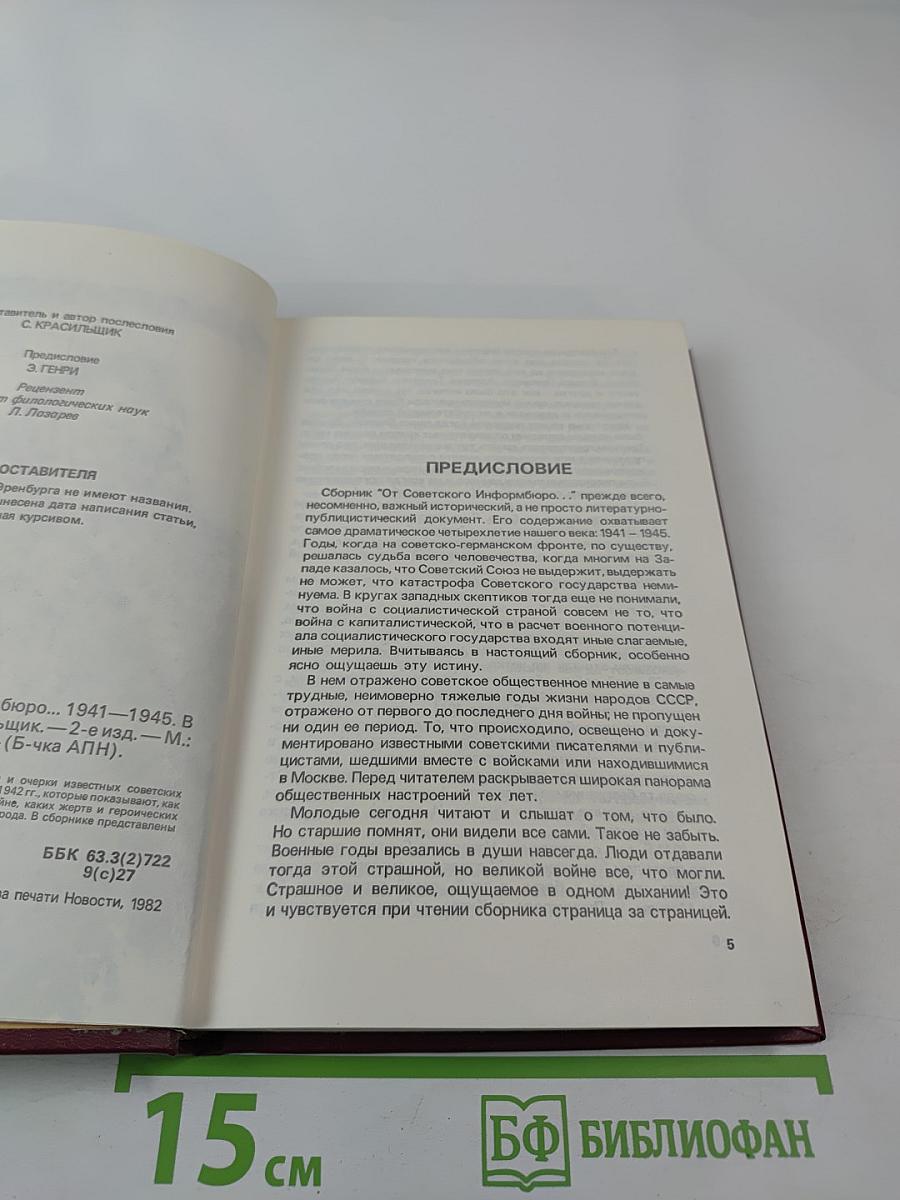 тавитель и автор послесловия
С. КРАСИЛЬЩИК
Предисловие
Э. ГЕНРИ
Рецензент
т филологических наук
Л. Лазарев
ОСТАВИТЕЛЯ
Эренбурга не имеют названия.
ынесена дата написания статьи,
ная курсивом.
бюро... 1941—1945. В
льщик. — 2-е изд. — М.:
(Б-чка АПН).
и очерки известных советских
1942 гг., которые показывают, как
йне, каких жертв и героических
рода. В сборнике представлены
ББК 63.3(2)722
9(с)27
ва печати Новости, 1982
ПРЕДИСЛОВИЕ
Сборник "От Советского Информбюро. . ." прежде всего,
несомненно, важный исторический, а не просто литературно-
публицистический документ. Его содержание охватывает
самое драматическое четырехлетие нашего века: 1941 – 1945.
Годы, когда на советско-германском фронте, по существу,
решалась судьба всего человечества, когда многим на За-
паде казалось, что Советский Союз не выдержит, выдержать
не может, что катастрофа Советского государства неми-
нуема. В кругах западных скептиков тогда еще не понимали,
что война с социалистической страной совсем не то, что
война с капиталистической, что в расчет военного потенци-
ала социалистического государства входят иные слагаемые,
иные мерила. Вчитываясь в настоящий сборник, особенно
ясно ощущаешь эту истину.
В нем отражено советское общественное мнение в самые
трудные, неимоверно тяжелые годы жизни народов СССР,
отражено от первого до последнего дня войны; не пропущен
ни один ее период. То, что происходило, освещено и доку-
ментировано известными советскими писателями и публи-
цистами, шедшими вместе с войсками или находившимися
в Москве. Перед читателем раскрывается широкая панорама
общественных настроений тех лет.
Молодые сегодня читают и слышат о том, что было.
Но старшие помнят, они видели все сами. Такое не забыть.
Военные годы врезались в души навсегда. Люди отдавали
тогда этой страшной, но великой войне все, что могли.
Страшное и великое, ощущаемое в одном дыхании! Это
и чувствуется при чтении сборника страница за страницей.
5
15 см
БФ БИБЛИОФАН